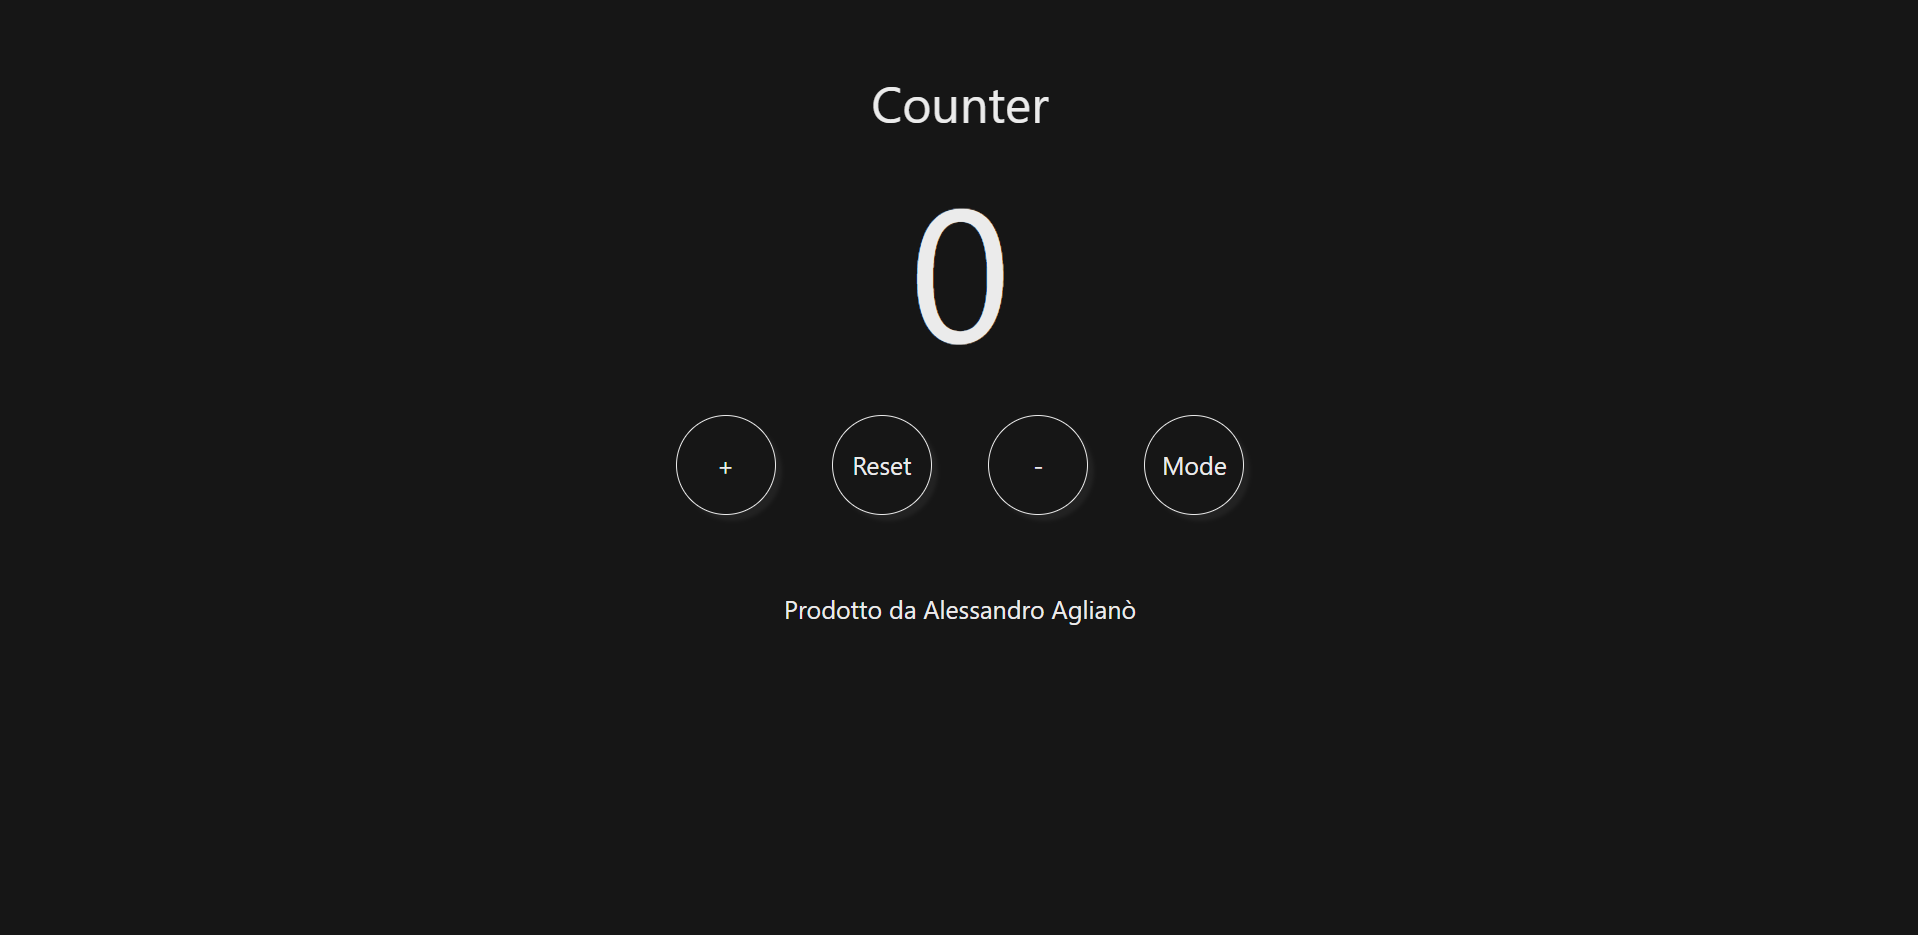 Counter
0
+ Reset - Mode
Prodotto da Alessandro Aglianò